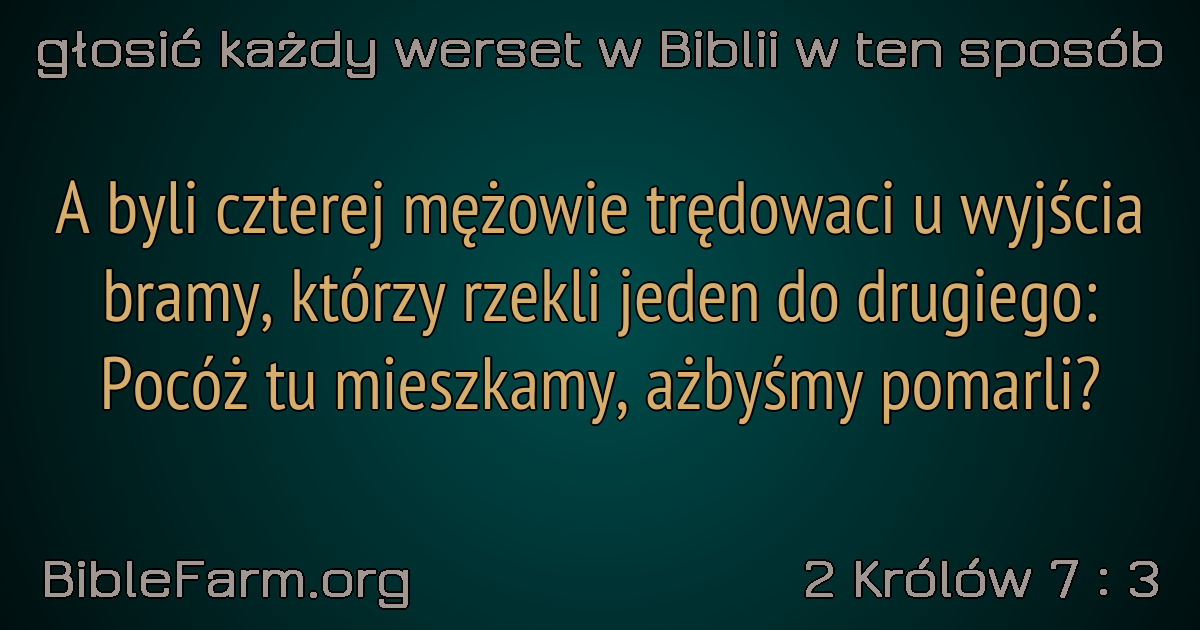 głosić każdy werset w Biblii w ten sposób
A byli czterej mężowie trędowaci u wyjścia
bramy, którzy rzekli jeden do drugiego:
Pocóż tu mieszkamy, ażbyśmy pomarli?
BibleFarm.org
2 Królów 7 : 3